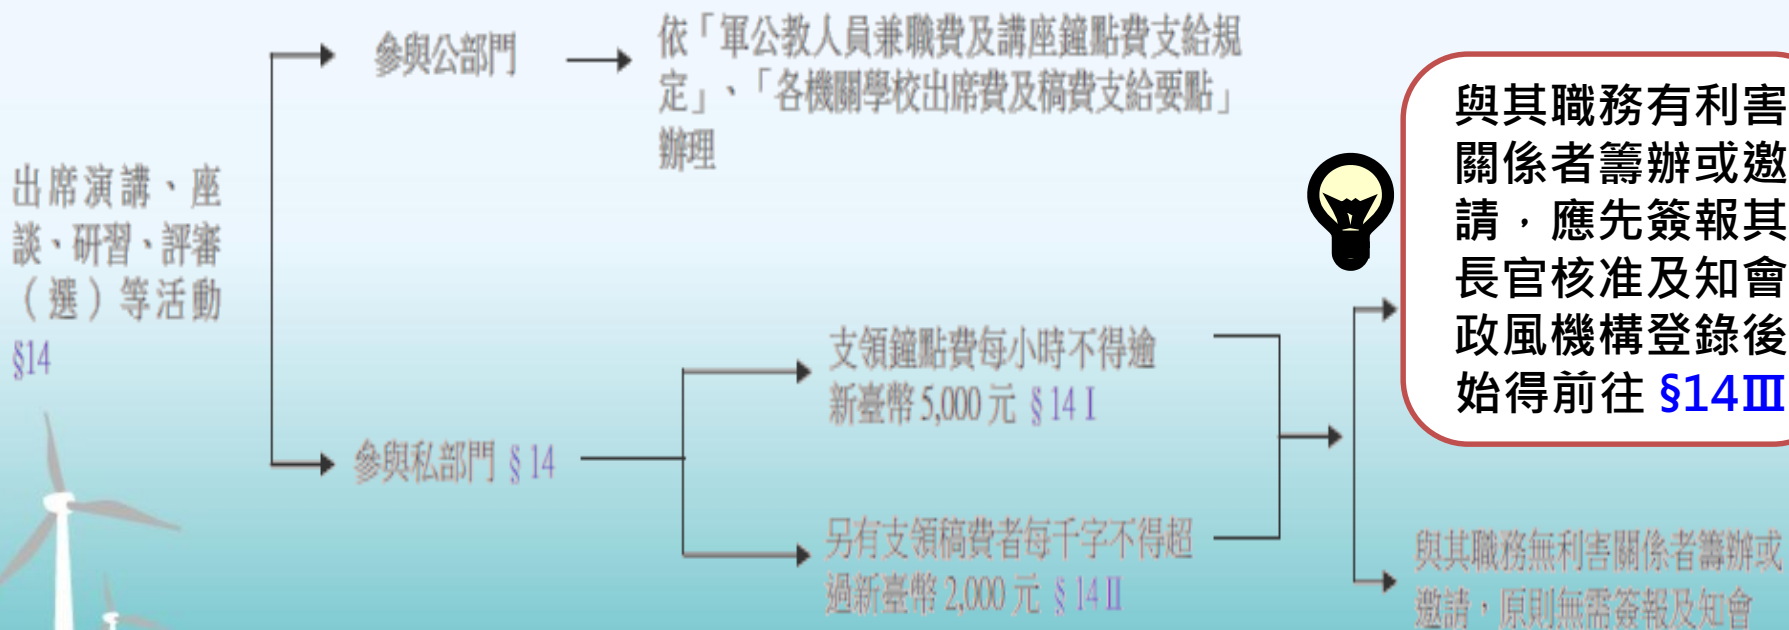 出席演講、座
談、研習、評審
（選）等活動
§14
參與公部門
依「軍公教人員兼職費及講座鐘點費支給規
定」、「各機關學校出席費及稿費支給要點」
辦理
參與私部門 § 14
支領鐘點費每小時不得逾
新臺幣 5,000 元 § 14 I
另有支領稿費者每千字不得超
過新臺幣 2,000 元 § 14 II
與其職務有利害
關係者籌辦或邀
請，應先簽報其
長官核准及知會
政風機構登錄後
始得前往 §14Ⅲ
與其職務無利害關係者籌辦或
邀請，原則無需簽報及知會